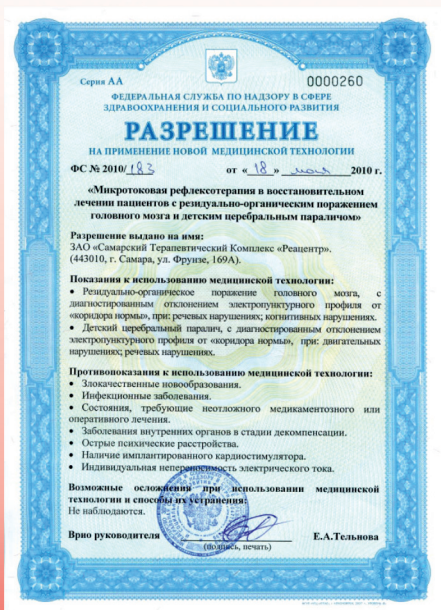 Серия АА
0000260
ФЕДЕРАЛЬНАЯ СЛУЖБА ПО НАДЗОРУ В СФЕРЕ
ЗДРАВООХРАНЕНИЯ И СОЦИАЛЬНОГО РАЗВИТИЯ
РАЗРЕШЕНИЕ
НА ПРИМЕНЕНИЕ НОВОЙ МЕДИЦИНСКОЙ ТЕХНОЛОГИИ
ФС № 2010/183 от «18» мая 2010 г.
«Микротоковая рефлексотерапия в восстановительном
лечении пациентов с резидуально-органическим поражением
головного мозга и детским церебральным параличом»
Разрешение выдано на имя:
ЗАО «Самарский Терапевтический Комплекс «Реацентр».
(443010, г. Самара, ул. Фрунзе, 169А).
Показания к использованию медицинской технологии:
• Резидуально-органическое поражение головного мозга, с
диагностированным отклонением электропунктурного профиля от
«коридора нормы», при: речевых нарушениях; когнитивных нарушениях.
• Детский церебральный паралич, с диагностированным отклонением
электропунктурного профиля от «коридора нормы», при: двигательных
нарушениях; речевых нарушениях.
Противопоказания к использованию медицинской технологии:
• Злокачественные новообразования.
• Инфекционные заболевания.
• Состояния, требующие неотложного медикаментозного или
оперативного лечения.
• Заболевания внутренних органов в стадии декомпенсации.
• Острые психические расстройства.
• Наличие имплантированного кардиостимулятора.
• Индивидуальная непереносимость электрического тока.
Возможные осложнения при использовании медицинской
технологии и способы их устранения:
Не наблюдаются.
Врио руководителя Е.А.Тельнова
(подпись, печать)